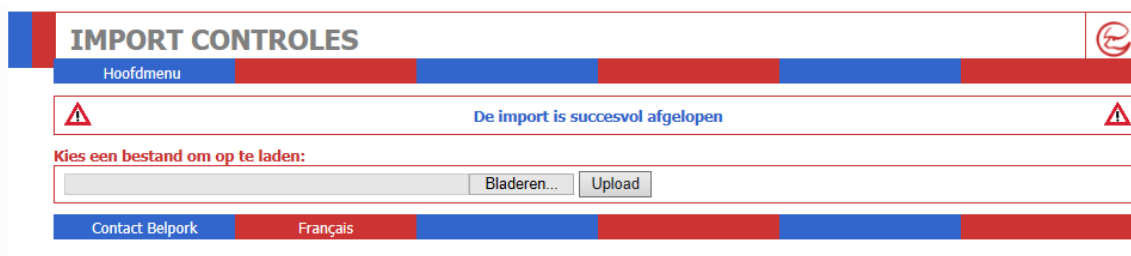 IMPORT CONTROLES
Hoofdmenu
De import is succesvol afgelopen
Kies een bestand om op te laden:
Bladeren... Upload
Contact Belpork Français